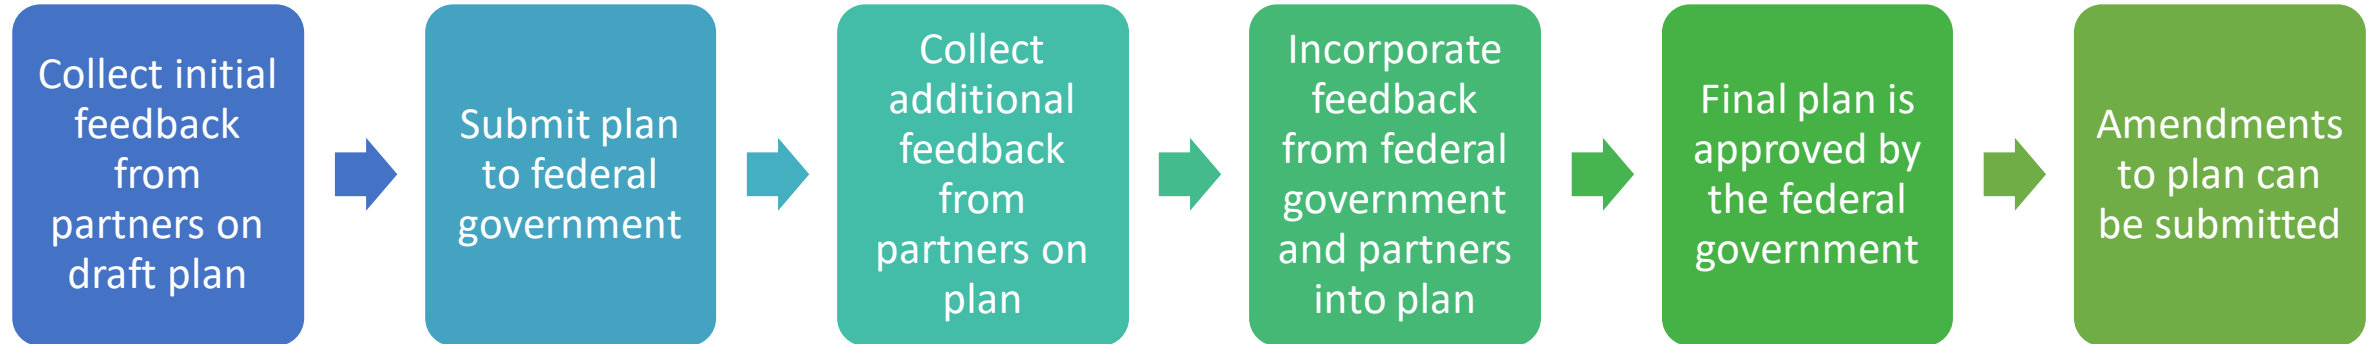 Collect initial
feedback
from
partners on
draft plan
Submit plan
to federal
government
Collect
additional
feedback
from
partners on
plan
Incorporate
feedback
from federal
government
and partners
into plan
Final plan is
approved by
the federal
government
Amendments
to plan can
be submitted